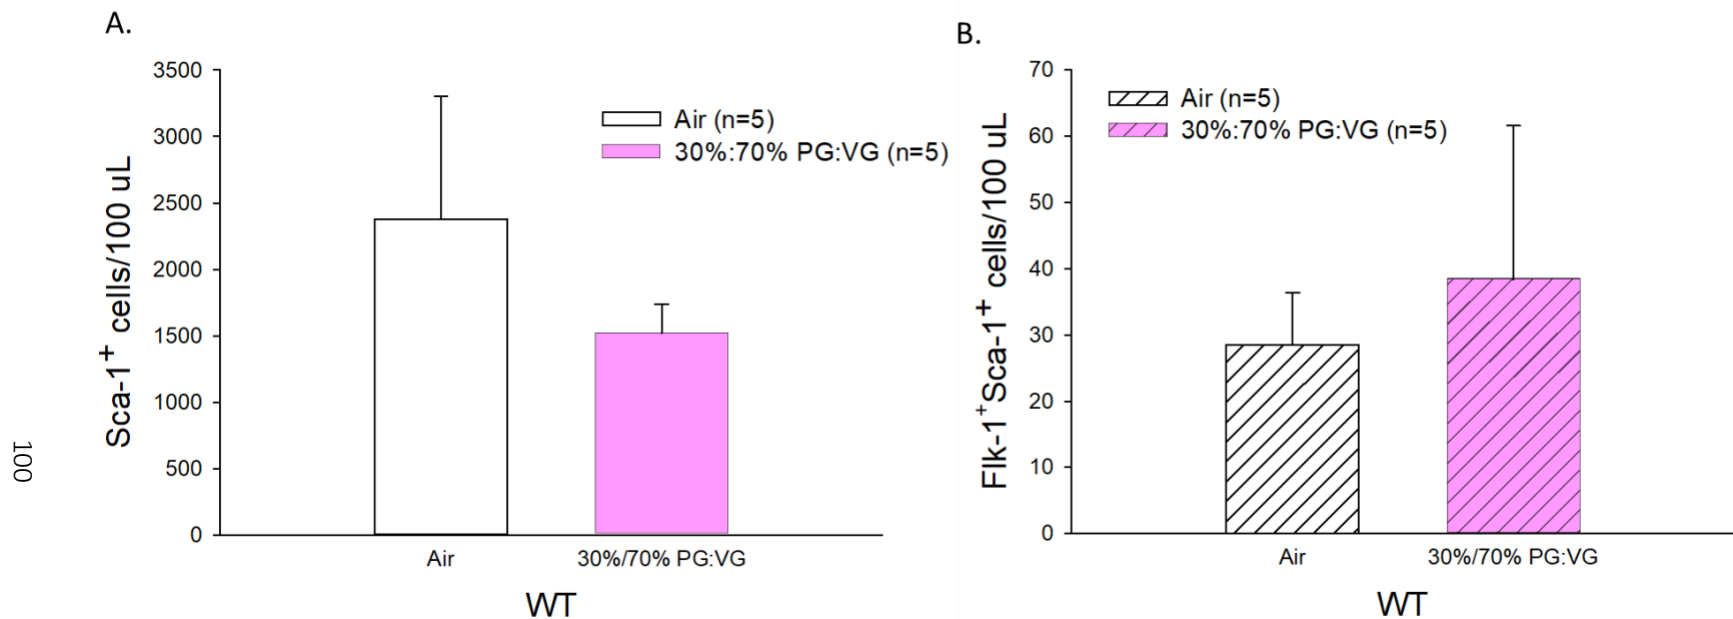 A.
3500
3000
2500
2000
1500
1000
500
0
Sca-1+ cells/100 uL
Air (n=5)
30%:70% PG:VG (n=5)
Air
30%/70% PG:VG
WT
B.
70
60
50
40
30
20
10
0
Flk-1+Sca-1+ cells/100 uL
Air (n=5)
30%:70% PG:VG (n=5)
Air
30%/70% PG:VG
WT
100